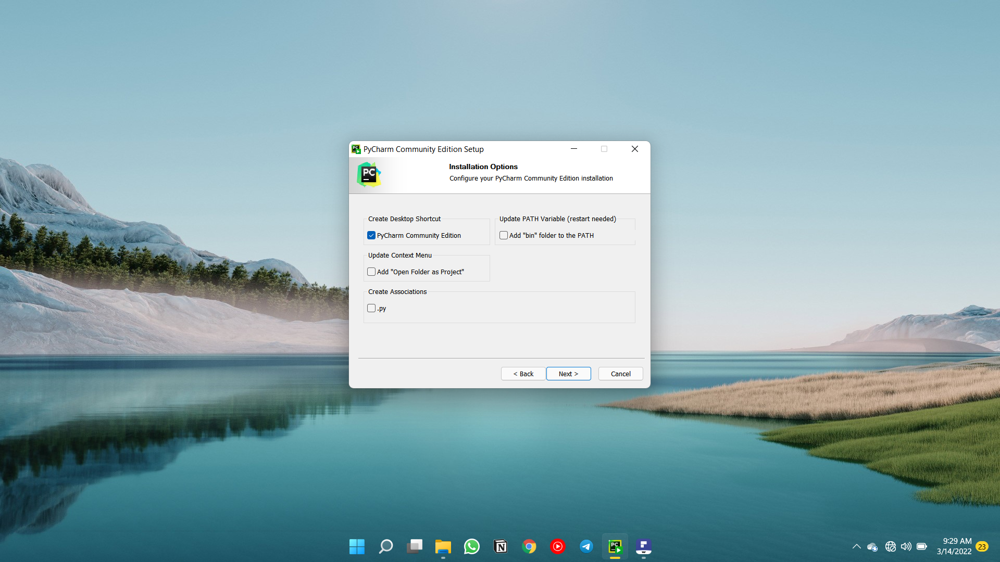 PyCharm Community Edition Setup
PC
Installation Options
Configure your PyCharm Community Edition installation
Create Desktop Shortcut
PyCharm Community Edition
Update PATH Variable (restart needed)
Add "bin" folder to the PATH
Update Context Menu
Add "Open Folder as Project"
Create Associations
.py
< Back
Next >
Cancel
PC
9:29 AM
3/14/2022
23